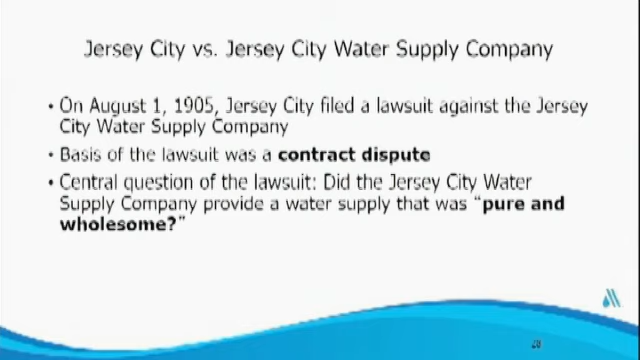 Jersey City vs. Jersey City Water Supply Company
• On August 1, 1905, Jersey City filed a lawsuit against the Jersey
City Water Supply Company
• Basis of the lawsuit was a contract dispute
• Central question of the lawsuit: Did the Jersey City Water
Supply Company provide a water supply that was “pure and
wholesome?”